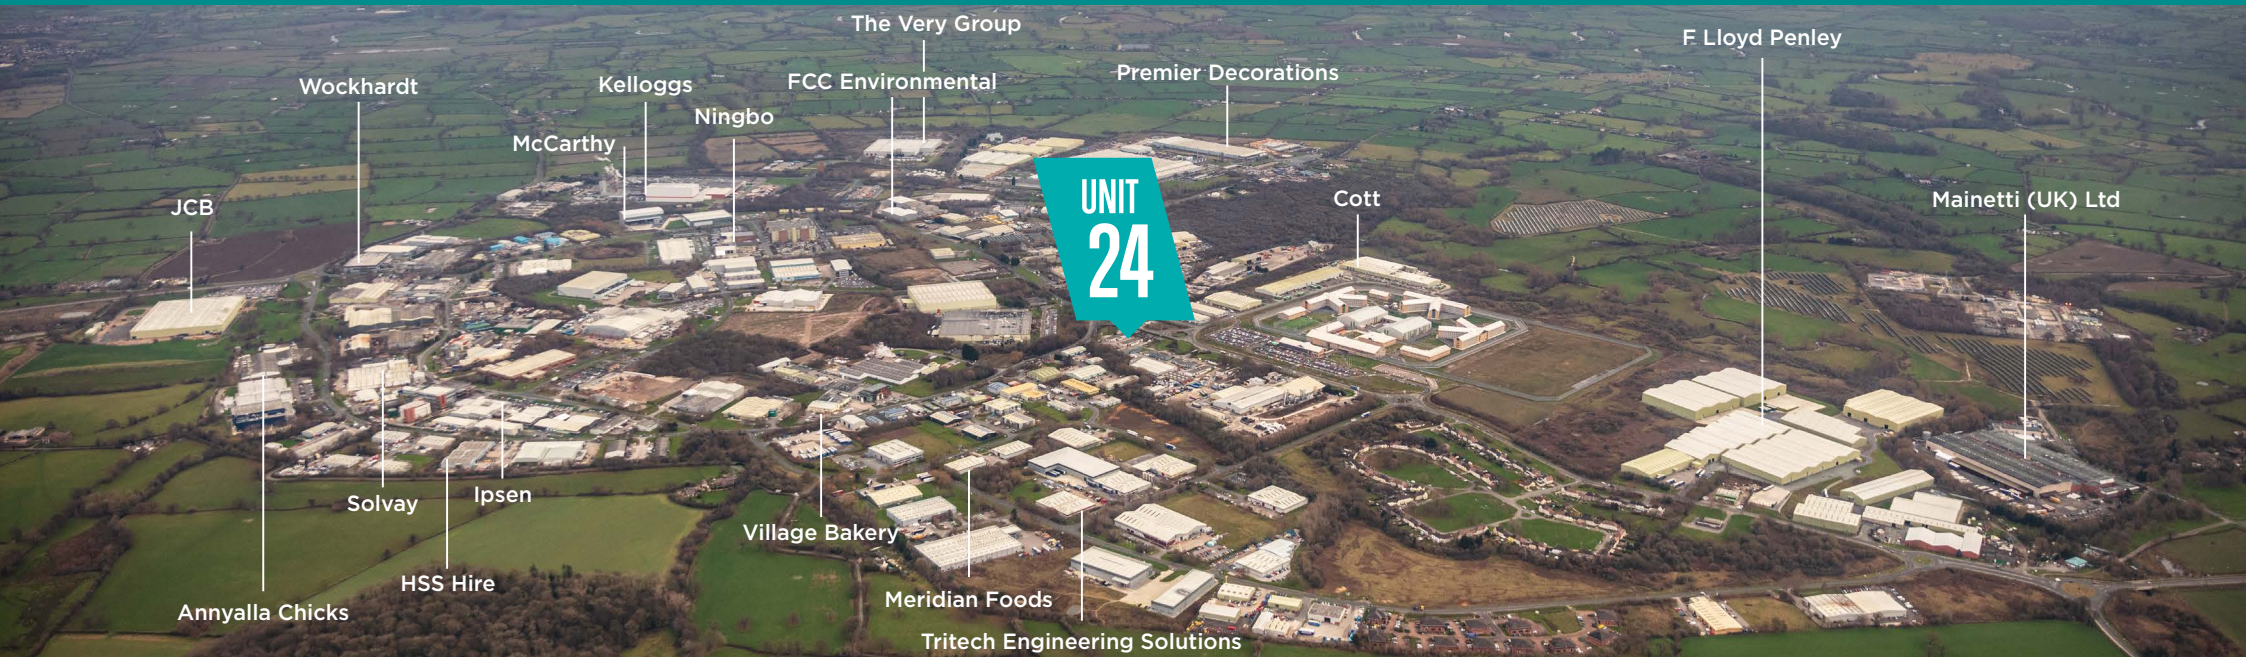 The Very Group
F Lloyd Penley
Premier Decorations
FCC Environmental
Kelloggs
Wockhardt
Ningbo
McCarthy
UNIT
24
Cott
Mainetti (UK) Ltd
JCB
Ipsen
Solvay
Village Bakery
HSS Hire
Meridian Foods
Annyalla Chicks
Tritech Engineering Solutions